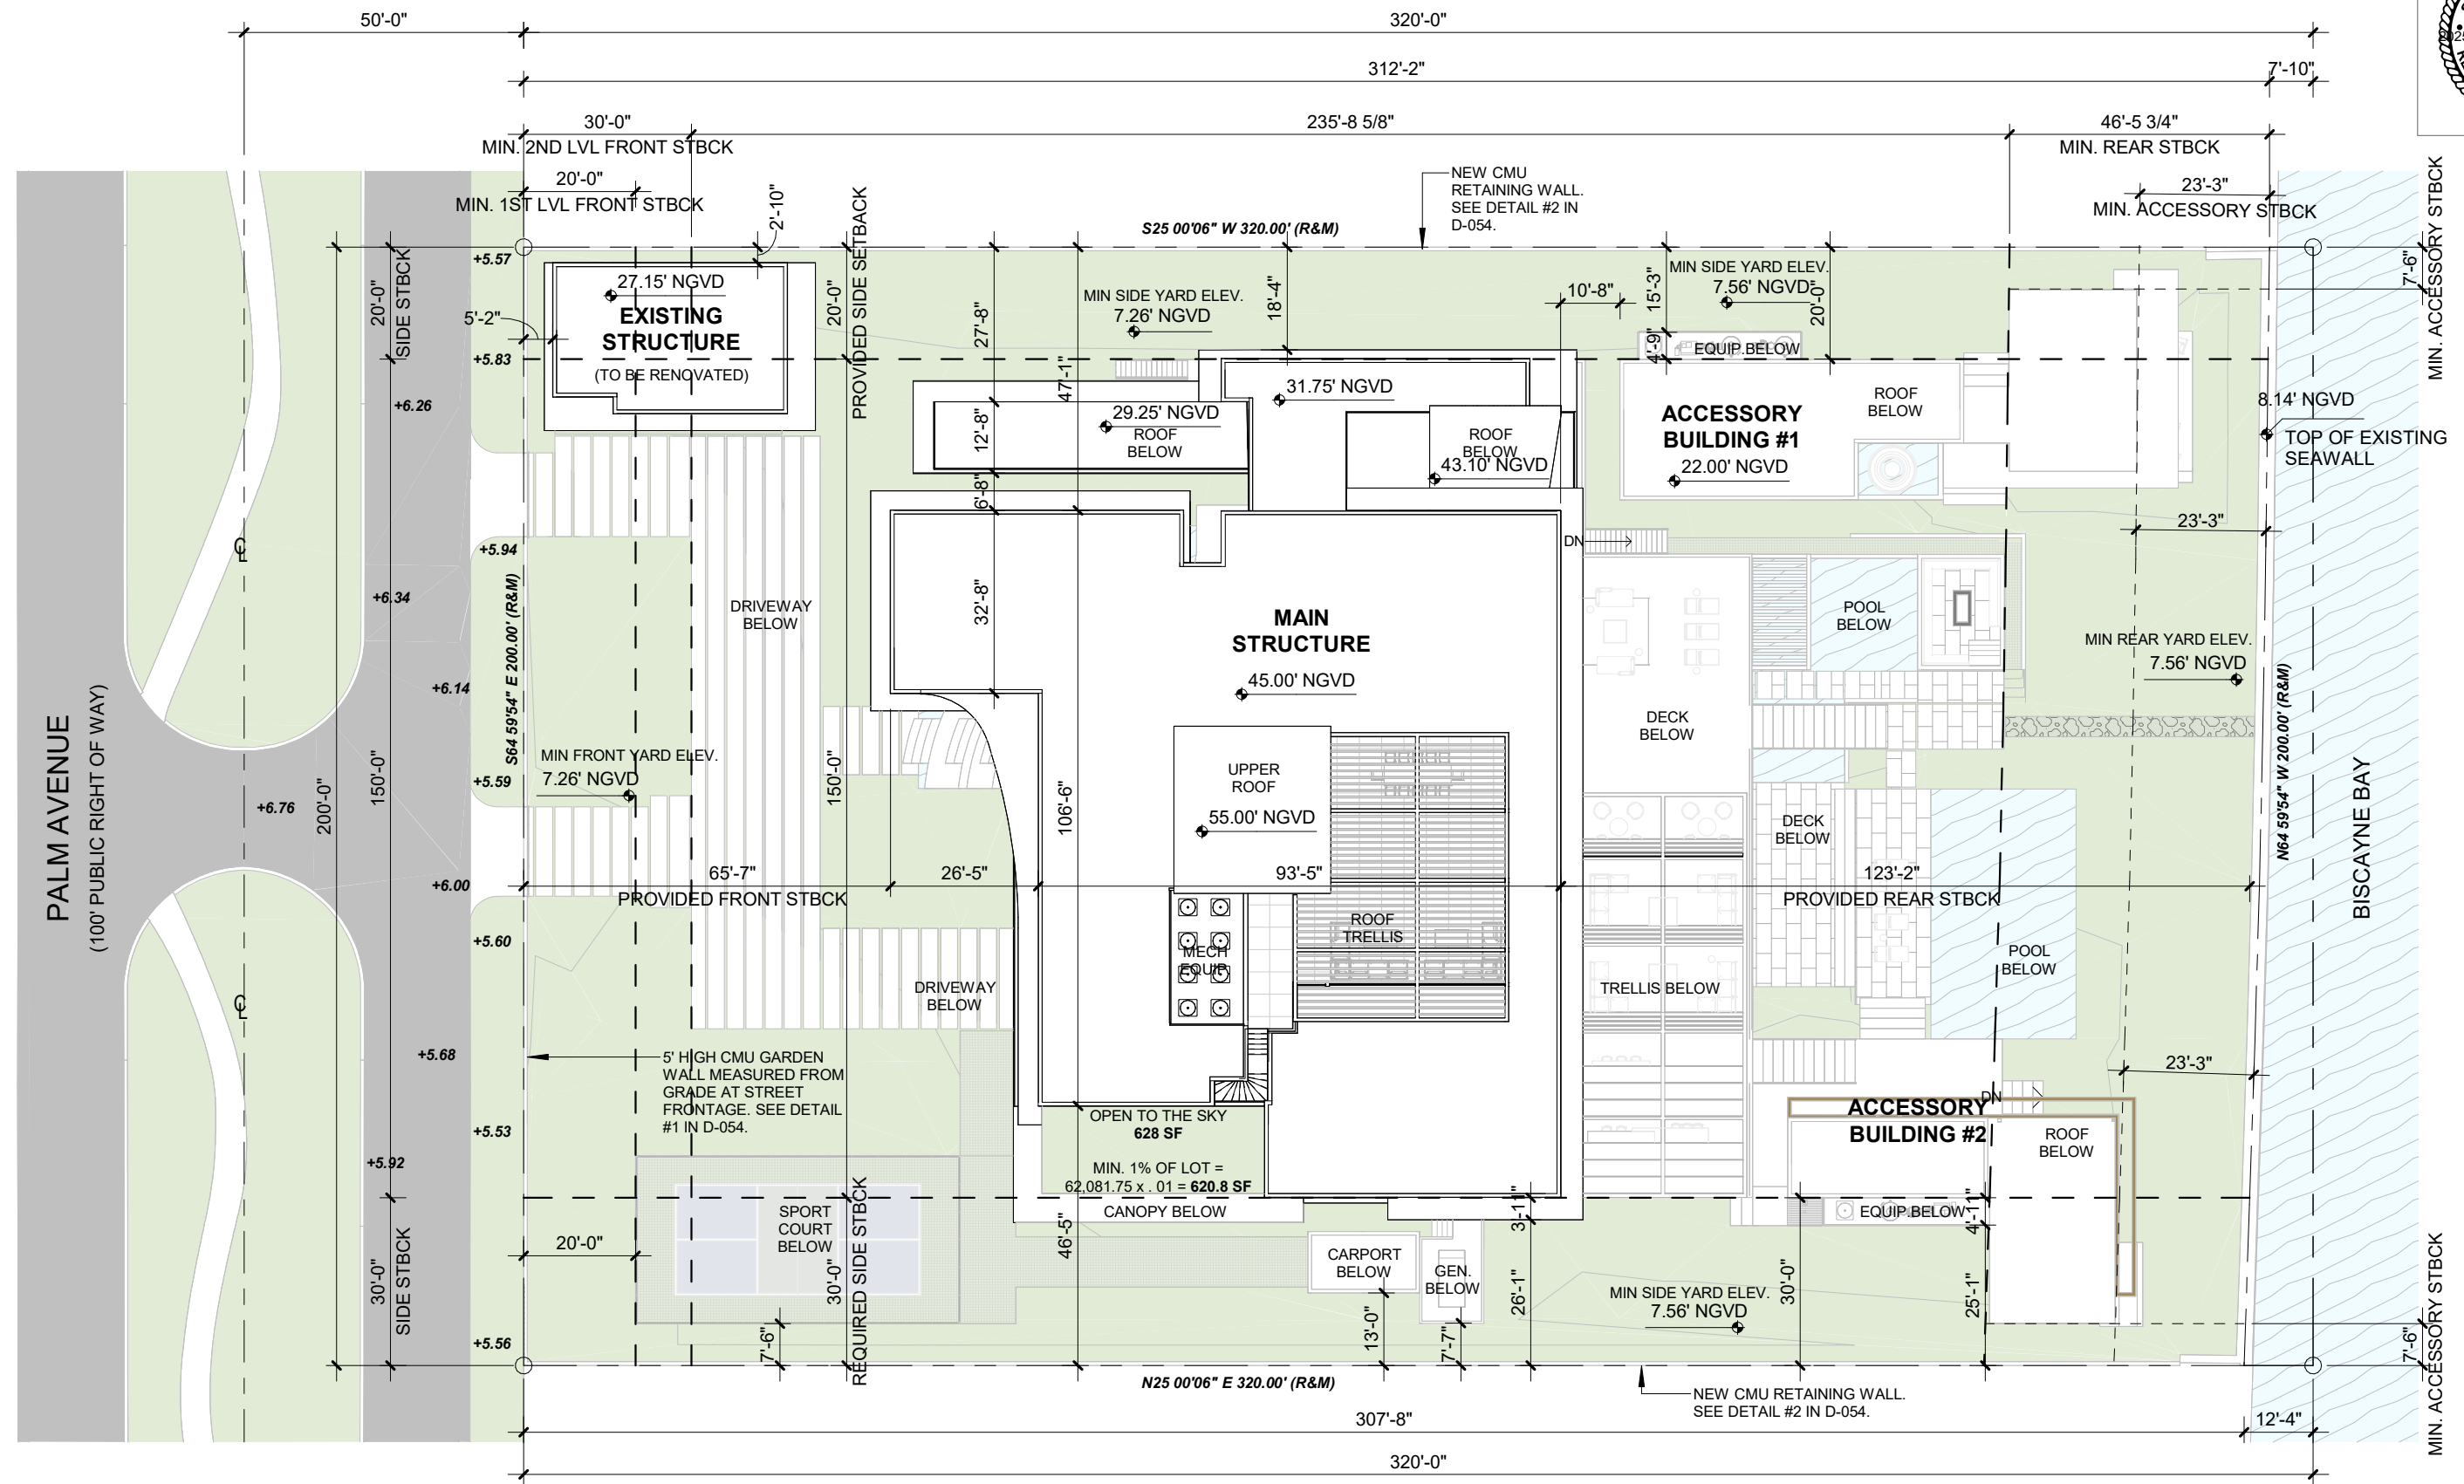 50'-0"
320'-0"
312'-2"
7'-10"
30'-0"
235'-8 5/8"
46'-5 3/4"
MIN. 2ND LVL FRONT STBCK
MIN. REAR STBCK
20'-0"
MIN. 1ST LVL FRONT STBCK
2'-10"
PROVIDED SIDE SETBACK
NEW CMU
RETAINING WALL.
SEE DETAIL #2 IN
D-054.
23'-3"
MIN. ACCESSORY STBCK
MIN. ACCESSORY STBCK
7'-6"
S25 00'06" W 320.00' (R&M)
+5.57
20'-0"
SIDE STBCK
5'-2"
+5.83
+6.26
27.15' NGVD
EXISTING
STRUCTURE
(TO BE RENOVATED)
20'-0"
27'-8"
47'-1"
MIN SIDE YARD ELEV.
7.26' NGVD
18'-4"
10'-8"
15'-3"
4'-9"
MIN SIDE YARD ELEV.
7.56' NGVD
20'-0"
EQUIP.BELOW
31.75' NGVD
29.25' NGVD
ROOF
BELOW
12'-8"
6'-8"
ROOF
BELOW
43.10' NGVD
ACCESSORY
BUILDING #1
22.00' NGVD
ROOF
BELOW
8.14' NGVD
TOP OF EXISTING
SEAWALL
23'-3"
DN
+5.94
+6.34
+6.14
S64 59'54" E 200.00' (R&M)
DRIVEWAY
BELOW
32'-8"
MAIN
STRUCTURE
45.00' NGVD
POOL
BELOW
MIN REAR YARD ELEV.
7.56' NGVD
DECK
BELOW
N64 59'54" W 200.00' (R&M)
PALM AVENUE
(100' PUBLIC RIGHT OF WAY)
+6.76
200'-0"
150'-0"
+5.59
MIN FRONT YARD ELEV.
7.26' NGVD
150'-0"
106'-6"
UPPER
ROOF
55.00' NGVD
DECK
BELOW
BISCAYNE BAY
+6.00
65'-7"
PROVIDED FRONT STBCK
26'-5"
93'-5"
123'-2"
PROVIDED REAR STBCK
+5.60
MECH
EQUIP
ROOF
TRELLIS
POOL
BELOW
DRIVEWAY
BELOW
TRELLIS BELOW
+5.68
5' HIGH CMU GARDEN
WALL MEASURED FROM
GRADE AT STREET
FRONTAGE. SEE DETAIL
#1 IN D-054.
23'-3"
DN
ACCESSORY
BUILDING #2
ROOF
BELOW
+5.53
+5.92
OPEN TO THE SKY
628 SF
MIN. 1% OF LOT =
62,081.75 x . 01 = 620.8 SF
CANOPY BELOW
SPORT
COURT
BELOW
20'-0"
30'-0"
SIDE STBCK
30'-0"
REQUIRED SIDE STBCK
7'-6"
46'-5"
CARPORT
BELOW
GEN.
BELOW
13'-0"
7'-7"
3'-11"
26'-1"
EQUIP.BELOW
4'-11"
25'-1"
30'-0"
MIN SIDE YARD ELEV.
7.56' NGVD
+5.56
7'-6"
MIN. ACCESSORY STBCK
N25 00'06" E 320.00' (R&M)
NEW CMU RETAINING WALL.
SEE DETAIL #2 IN D-054.
307'-8"
12'-4"
320'-0"